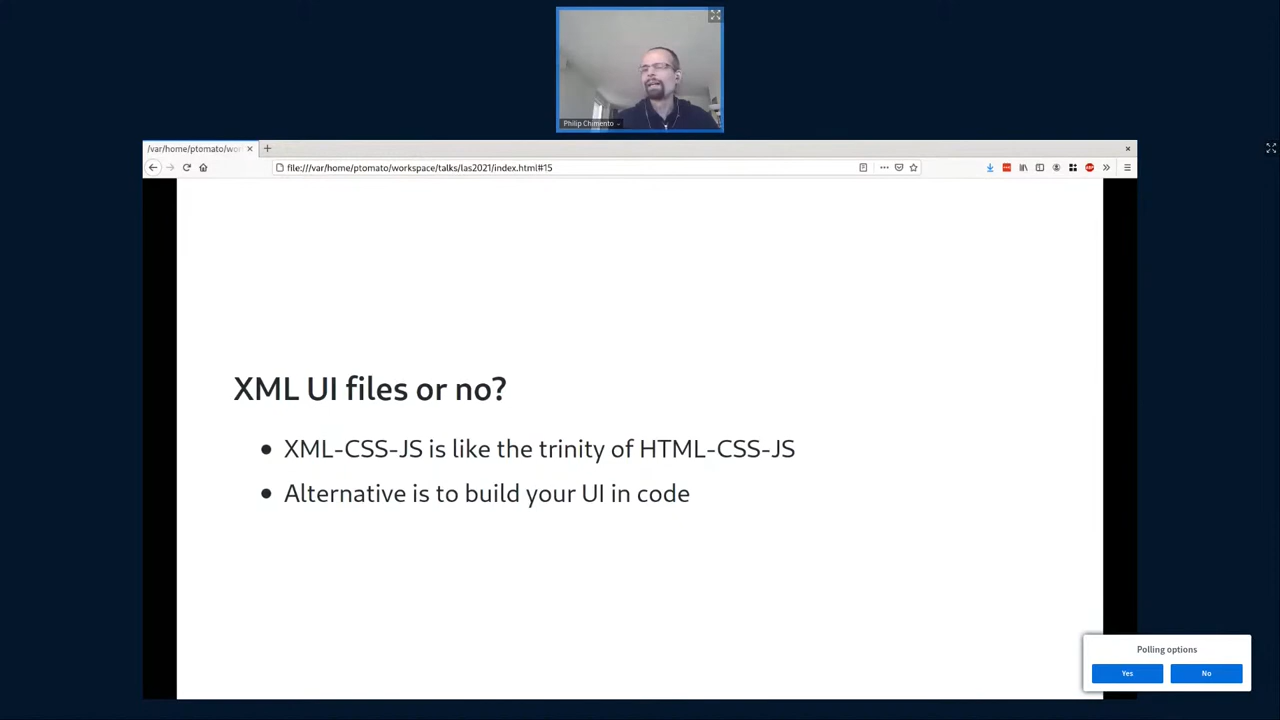 Philip Chimento
/var/home/ptomato/wor
file:///var/home/ptomato/workspace/talks/las2021/index.html#15
XML UI files or no?
XML-CSS-JS is like the trinity of HTML-CSS-JS
Alternative is to build your UI in code
Polling options
Yes
No